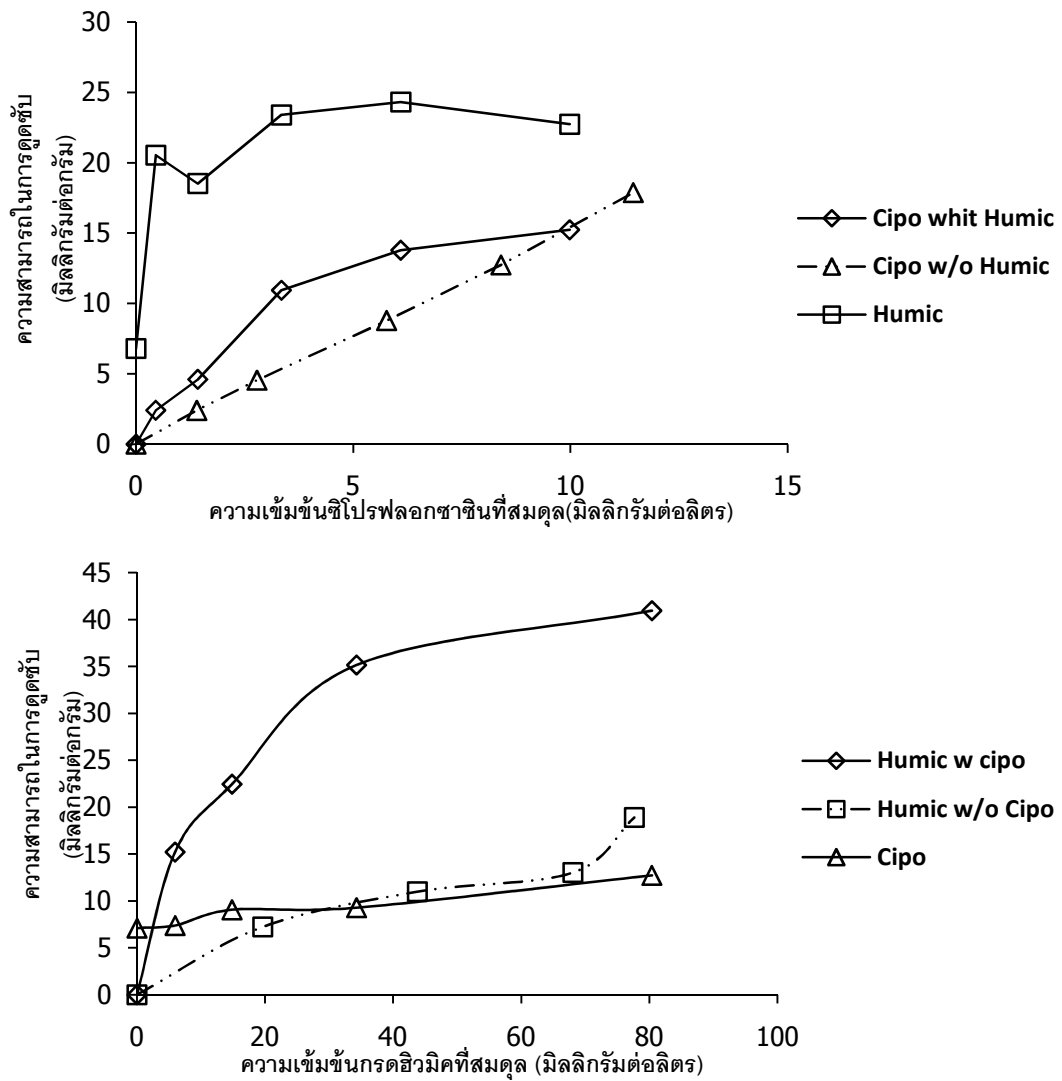 ความสามารถในการดูดซับ
(มิลลิกรัมต่อกรัม)
30
25
20
15
10
5
0
0
5
10
15
ความเข้มข้นซิโปรฟลอกซาซินที่สมดุล(มิลลิกรัมต่อลิตร)
Cipo whit Humic
Cipo w/o Humic
Humic
ความสามารถในการดูดซับ
(มิลลิกรัมต่อกรัม)
45
40
35
30
25
20
15
10
5
0
0
20
40
60
80
100
ความเข้มข้นกรดฮิวมิคที่สมดุล (มิลลิกรัมต่อลิตร)
Humic w cipo
Humic w/o Cipo
Cipo